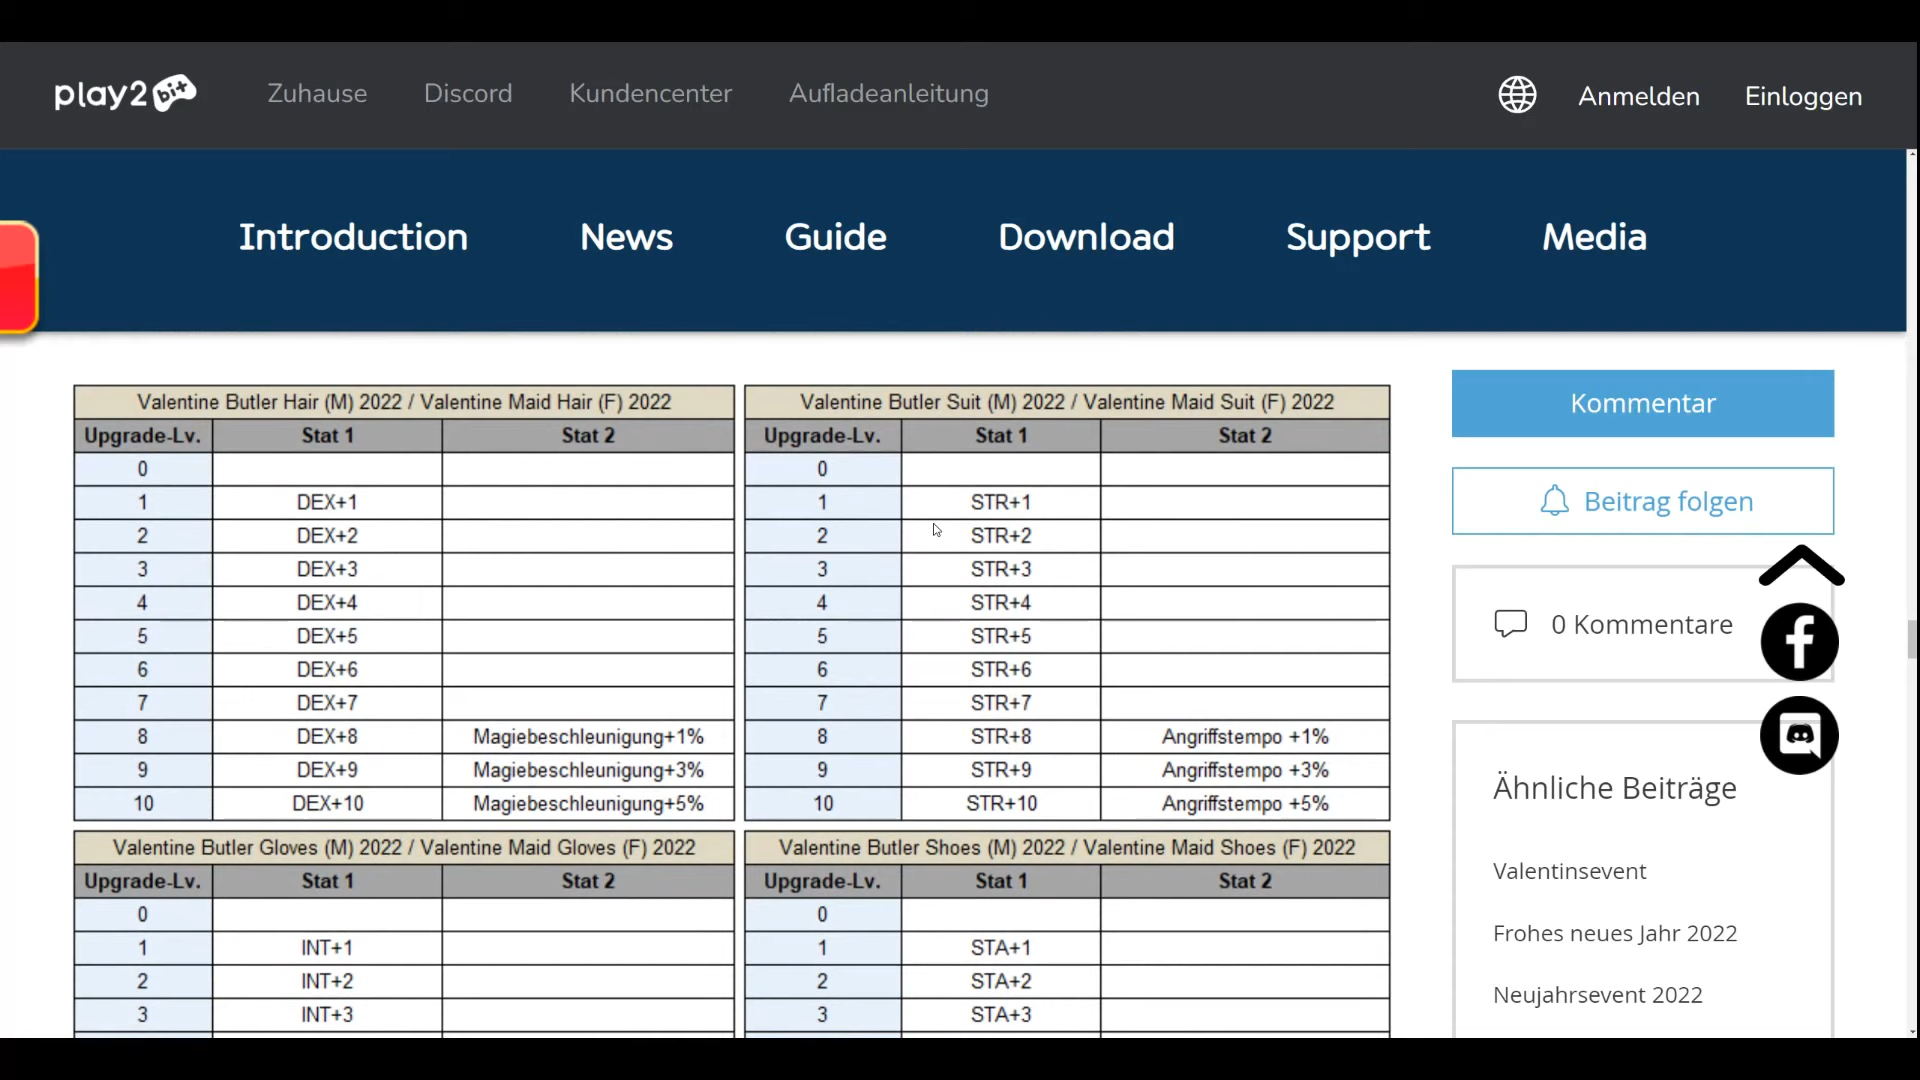 play2bit Zuhause Discord Kundencenter Aufladeanleitung Anmelden Einloggen
Introduction News Guide Download Support Media
Valentine Butler Hair (M) 2022 / Valentine Maid Hair (F) 2022
Upgrade-Lv. Stat 1 Stat 2
0
1 DEX+1
2 DEX+2
3 DEX+3
4 DEX+4
5 DEX+5
6 DEX+6
7 DEX+7
8 DEX+8 Magiebeschleunigung+1%
9 DEX+9 Magiebeschleunigung+3%
10 DEX+10 Magiebeschleunigung+5%
Valentine Butler Suit (M) 2022 / Valentine Maid Suit (F) 2022
Upgrade-Lv. Stat 1 Stat 2
0
1 STR+1
2 STR+2
3 STR+3
4 STR+4
5 STR+5
6 STR+6
7 STR+7
8 STR+8 Angriffstempo +1%
9 STR+9 Angriffstempo +3%
10 STR+10 Angriffstempo +5%
Valentine Butler Gloves (M) 2022 / Valentine Maid Gloves (F) 2022
Upgrade-Lv. Stat 1 Stat 2
0
1 INT+1
2 INT+2
3 INT+3
Valentine Butler Shoes (M) 2022 / Valentine Maid Shoes (F) 2022
Upgrade-Lv. Stat 1 Stat 2
0
1 STA+1
2 STA+2
3 STA+3
Kommentar
Beitrag folgen
0 Kommentare
Ähnliche Beiträge
Valentinsevent
Frohes neues Jahr 2022
Neujahrsevent 2022